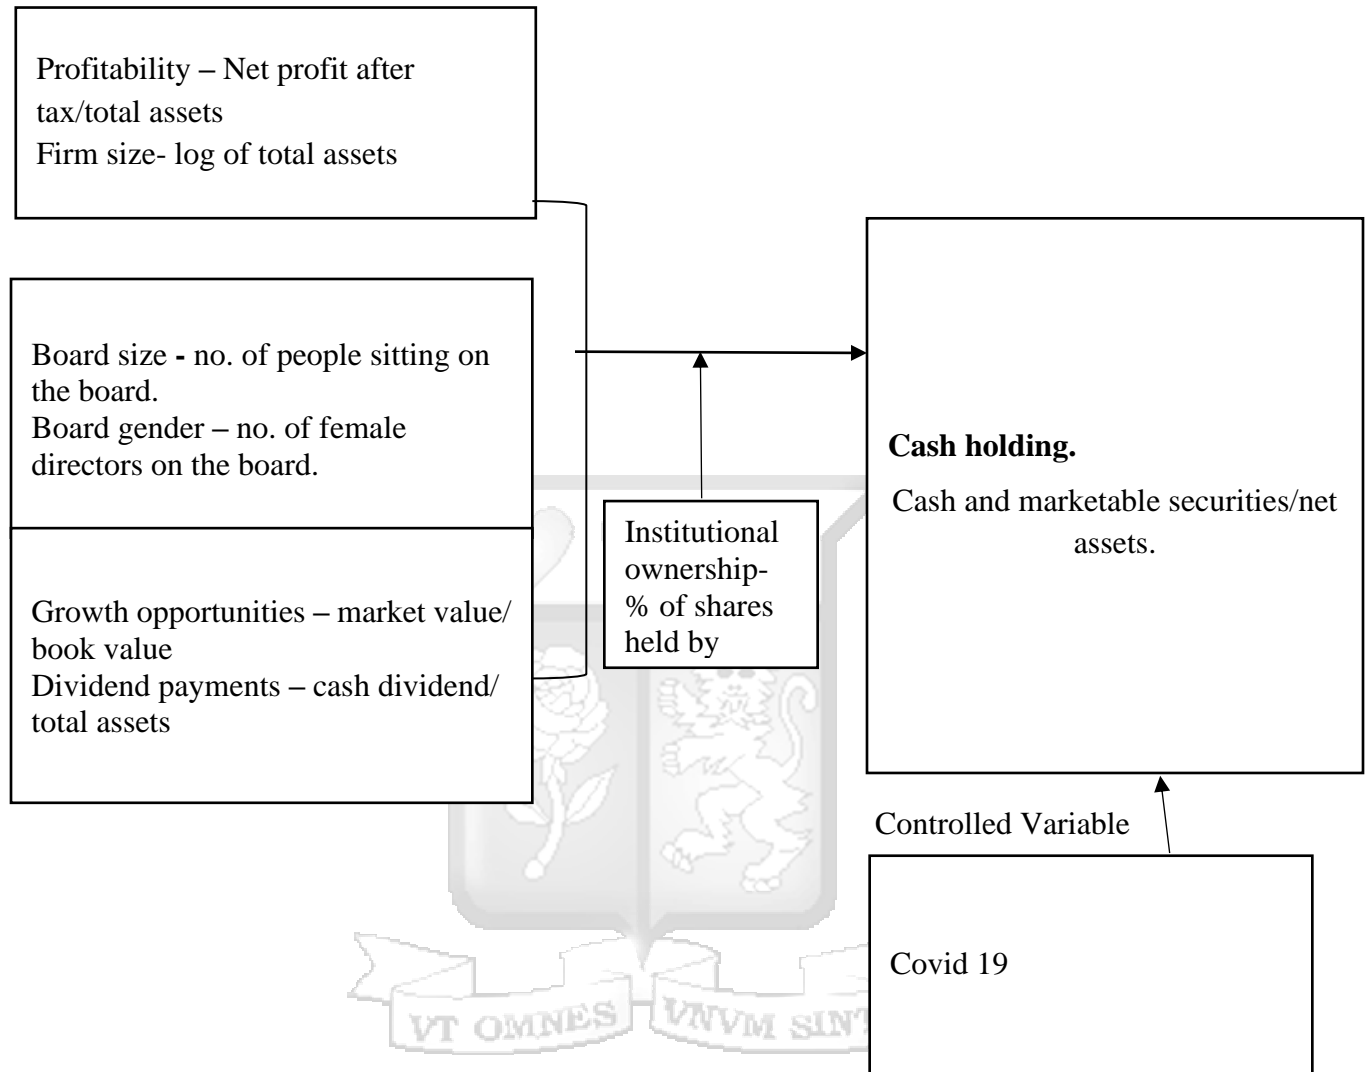 Profitability – Net profit after
tax/total assets
Firm size- log of total assets
Board size - no. of people sitting on
the board.
Board gender – no. of female
directors on the board.
Growth opportunities – market value/
book value
Dividend payments – cash dividend/
total assets
Institutional
ownership-
% of shares
held by
Cash holding.
Cash and marketable securities/net
assets.
Controlled Variable
Covid 19
VT OMNES VNVM SINT